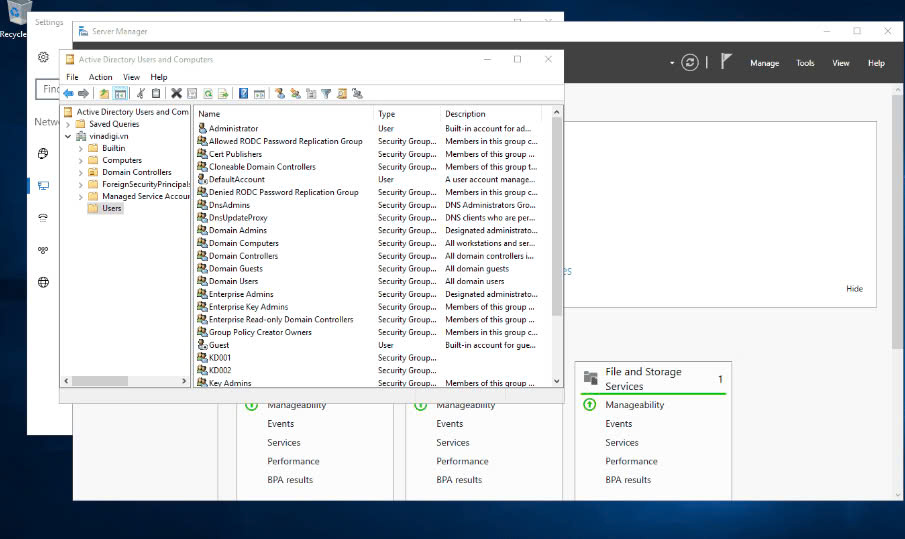 Recycle
Settings
Server Manager
Manage
Tools
View
Help
Active Directory Users and Computers
File
Action
View
Help
Find
Active Directory Users and Com
Saved Queries
vinadigi.vn
Builtin
Computers
Domain Controllers
ForeignSecurityPrincipals
Managed Service Accour
Users
Name Type Description
Administrator User Built-in account for ad...
Allowed RODC Password Replication Group Security Group... Members in this group c...
Cert Publishers Security Group... Members of this group ...
Cloneable Domain Controllers Security Group... Members of this group t...
DefaultAccount User A user account manage...
Denied RODC Password Replication Group Security Group... Members in this group c...
DnsAdmins Security Group... DNS Administrators Gro...
DnsUpdateProxy Security Group... DNS clients who are per...
Domain Admins Security Group... Designated administrato...
Domain Computers Security Group... All workstations and ser...
Domain Controllers Security Group... All domain controllers i...
Domain Guests Security Group... All domain guests
Domain Users Security Group... All domain users
Enterprise Admins Security Group... Designated administrato...
Enterprise Key Admins Security Group... Members of this group ...
Enterprise Read-only Domain Controllers Security Group... Members of this group ...
Group Policy Creator Owners Security Group... Members in this group c...
Guest User Built-in account for gue...
KD001 Security Group...
KD002 Security Group...
Key Admins Security Group... Members of this group ...
Netw
es
Hide
Manageability
Events
Services
Performance
BPA results
Manageability
Events
Services
Performance
BPA results
File and Storage
Services 1
Manageability
Events
Services
Performance
BPA results